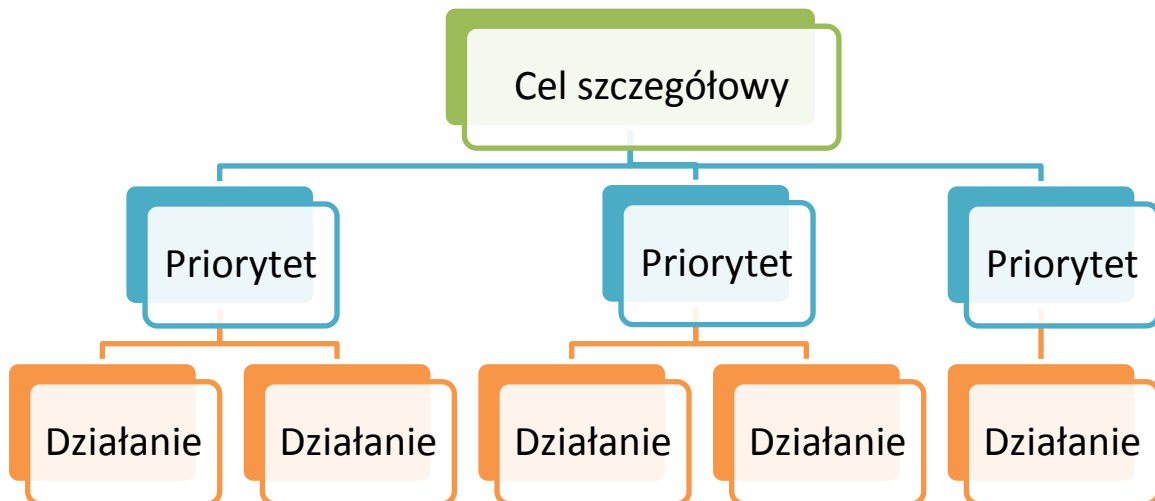 Cel szczegółowy
Priorytet
Priorytet
Priorytet
Działanie
Działanie
Działanie
Działanie
Działanie